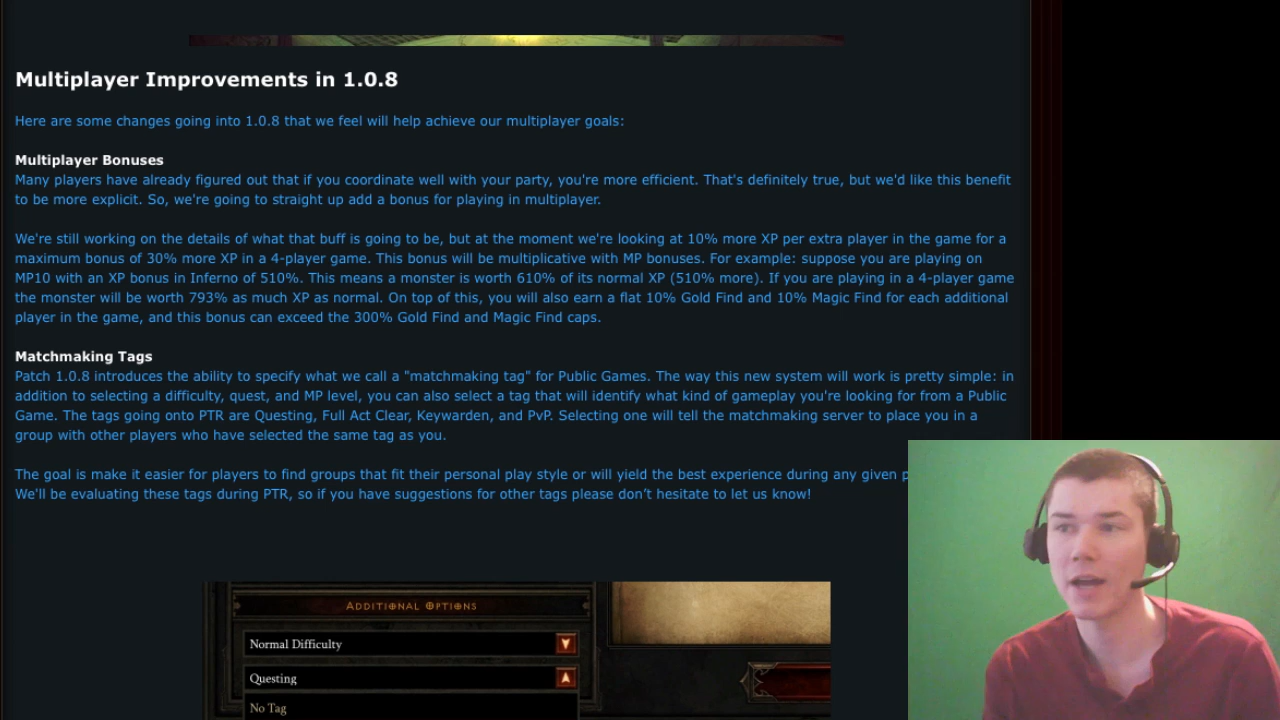 Multiplayer Improvements in 1.0.8
Here are some changes going into 1.0.8 that we feel will help achieve our multiplayer goals:
Multiplayer Bonuses
Many players have already figured out that if you coordinate well with your party, you're more efficient. That's definitely true, but we'd like this benefit
to be more explicit. So, we're going to straight up add a bonus for playing in multiplayer.
We're still working on the details of what that buff is going to be, but at the moment we're looking at 10% more XP per extra player in the game for a
maximum bonus of 30% more XP in a 4-player game. This bonus will be multiplicative with MP bonuses. For example: suppose you are playing on
MP10 with an XP bonus in Inferno of 510%. This means a monster is worth 610% of its normal XP (510% more). If you are playing in a 4-player game
the monster will be worth 793% as much XP as normal. On top of this, you will also earn a flat 10% Gold Find and 10% Magic Find for each additional
player in the game, and this bonus can exceed the 300% Gold Find and Magic Find caps.
Matchmaking Tags
Patch 1.0.8 introduces the ability to specify what we call a "matchmaking tag" for Public Games. The way this new system will work is pretty simple: in
addition to selecting a difficulty, quest, and MP level, you can also select a tag that will identify what kind of gameplay you're looking for from a Public
Game. The tags going onto PTR are Questing, Full Act Clear, Keywarden, and PvP. Selecting one will tell the matchmaking server to place you in a
group with other players who have selected the same tag as you.
The goal is make it easier for players to find groups that fit their personal play style or will yield the best experience during any given
We'll be evaluating these tags during PTR, so if you have suggestions for other tags please don’t hesitate to let us know!
Additional Options
Normal Difficulty
Questing
No Tag